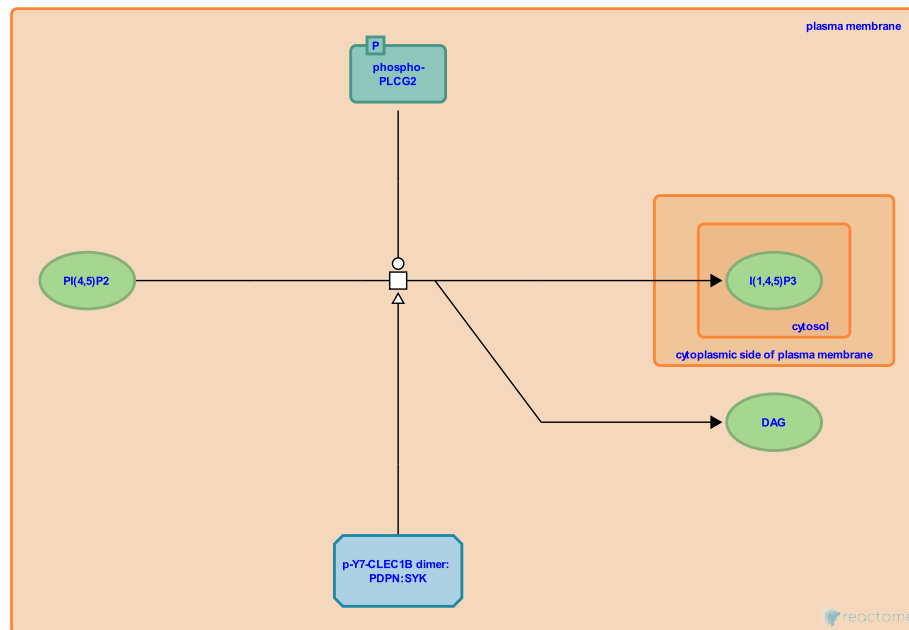 plasma membrane
P
phospho-
PLCG2
PI(4,5)P2
I(1,4,5)P3
cytosol
cytoplasmic side of plasma membrane
DAG
p-Y7-CLEC1B dimer:
PDPN:SYK
reactome